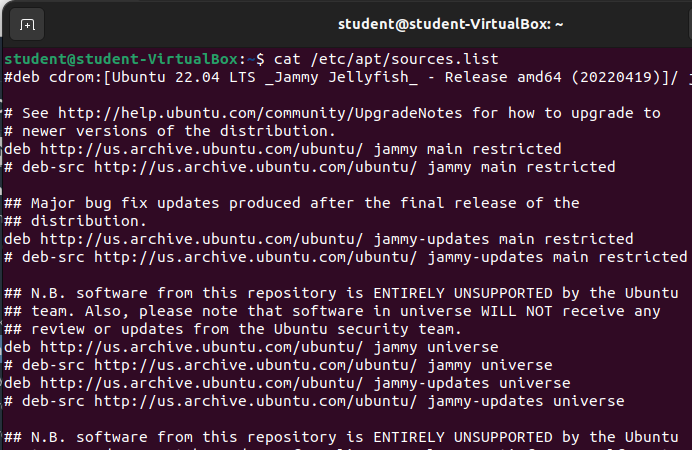 student@student-VirtualBox: ~
student@student-VirtualBox:~$ cat /etc/apt/sources.list
#deb cdrom:[Ubuntu 22.04 LTS _Jammy Jellyfish_ - Release amd64 (20220419)]/ j
# See http://help.ubuntu.com/community/UpgradeNotes for how to upgrade to
# newer versions of the distribution.
deb http://us.archive.ubuntu.com/ubuntu/ jammy main restricted
# deb-src http://us.archive.ubuntu.com/ubuntu/ jammy main restricted
## Major bug fix updates produced after the final release of the
## distribution.
deb http://us.archive.ubuntu.com/ubuntu/ jammy-updates main restricted
# deb-src http://us.archive.ubuntu.com/ubuntu/ jammy-updates main restricted
## N.B. software from this repository is ENTIRELY UNSUPPORTED by the Ubuntu
## team. Also, please note that software in universe WILL NOT receive any
## review or updates from the Ubuntu security team.
deb http://us.archive.ubuntu.com/ubuntu/ jammy universe
# deb-src http://us.archive.ubuntu.com/ubuntu/ jammy universe
deb http://us.archive.ubuntu.com/ubuntu/ jammy-updates universe
# deb-src http://us.archive.ubuntu.com/ubuntu/ jammy-updates universe
## N.B. software from this repository is ENTIRELY UNSUPPORTED by the Ubuntu